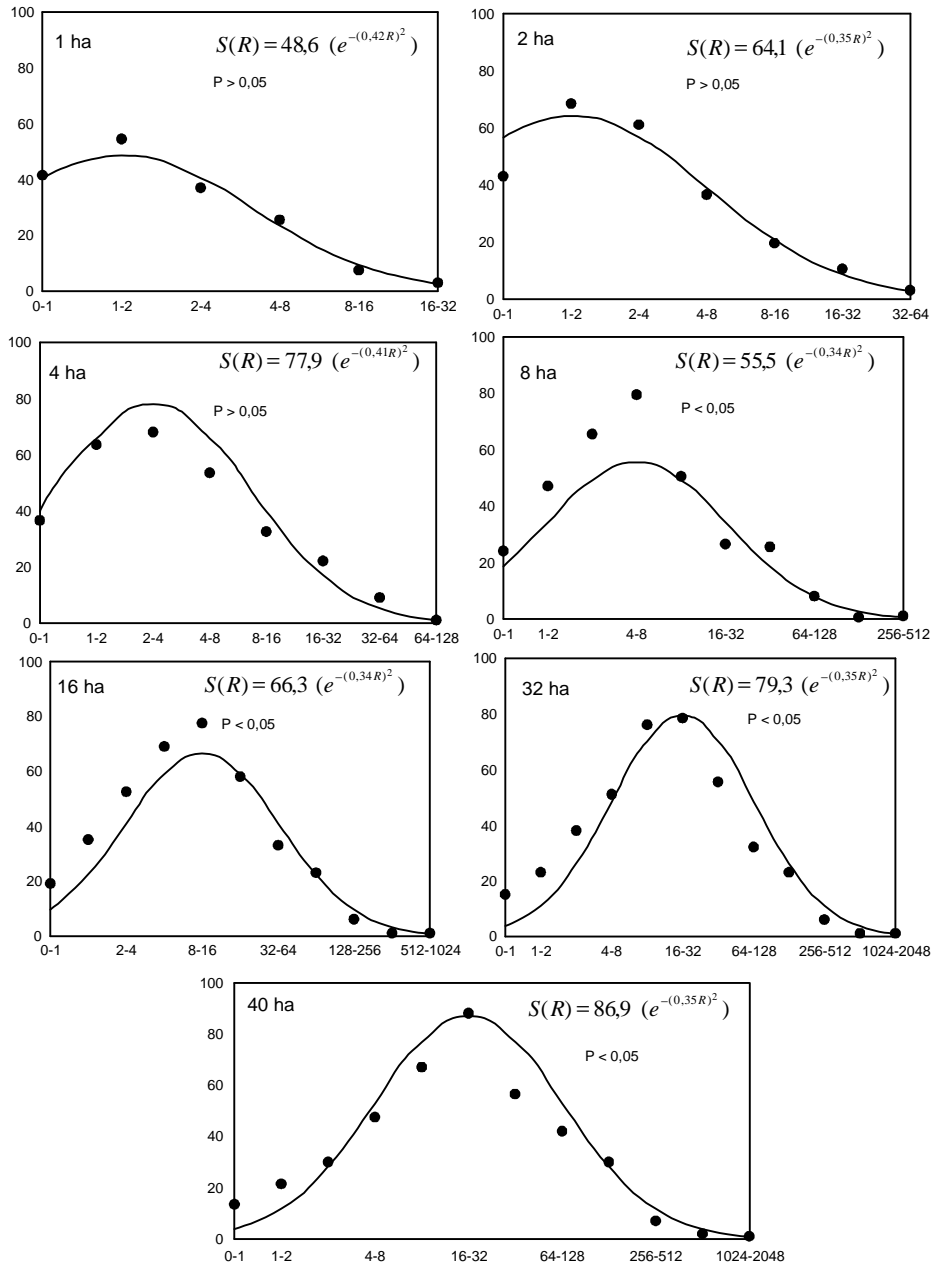 1 ha
S(R) = 48,6 (e^{-(0,42R)^2})
P > 0,05
100
80
60
40
20
0
0-1 1-2 2-4 4-8 8-16 16-32
2 ha
S(R) = 64,1 (e^{-(0,35R)^2})
P > 0,05
100
80
60
40
20
0
0-1 1-2 2-4 4-8 8-16 16-32 32-64
4 ha
S(R) = 77,9 (e^{-(0,41R)^2})
P > 0,05
100
80
60
40
20
0
0-1 1-2 2-4 4-8 8-16 16-32 32-64 64-128
8 ha
S(R) = 55,5 (e^{-(0,34R)^2})
P < 0,05
100
80
60
40
20
0
0-1 1-2 4-8 16-32 64-128 256-512
16 ha
S(R) = 66,3 (e^{-(0,34R)^2})
P < 0,05
100
80
60
40
20
0
0-1 2-4 8-16 32-64 128-256 512-1024
32 ha
S(R) = 79,3 (e^{-(0,35R)^2})
P < 0,05
100
80
60
40
20
0
0-1 1-2 4-8 16-32 64-128 256-512 1024-2048
40 ha
S(R) = 86,9 (e^{-(0,35R)^2})
P < 0,05
100
80
60
40
20
0
0-1 1-2 4-8 16-32 64-128 256-512 1024-2048